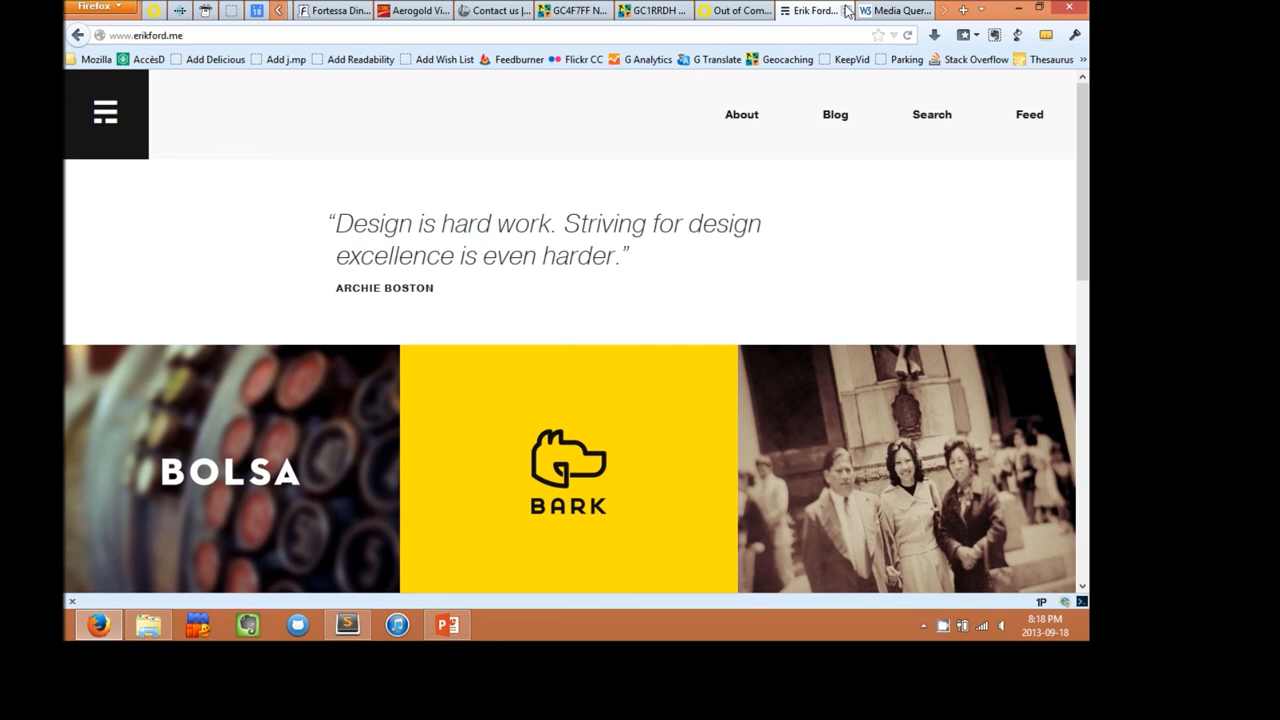 Firefox
18
Fortessa Din...
Aerogold Vi...
Contact us |...
GC4F7FF N...
GC1RRDH ...
Out of Com...
Erik Ford...
W3 Media Quer...
www.erikford.me
Mozilla AccèsD Add Delicious Add j.mp Add Readability Add Wish List Feedburner Flickr CC G Analytics G Translate Geocaching KeepVid Parking Stack Overflow Thesaurus »
About Blog Search Feed
“Design is hard work. Striving for design
excellence is even harder.”
ARCHIE BOSTON
BOLSA
BARK
1P
8:18 PM
2013-09-18